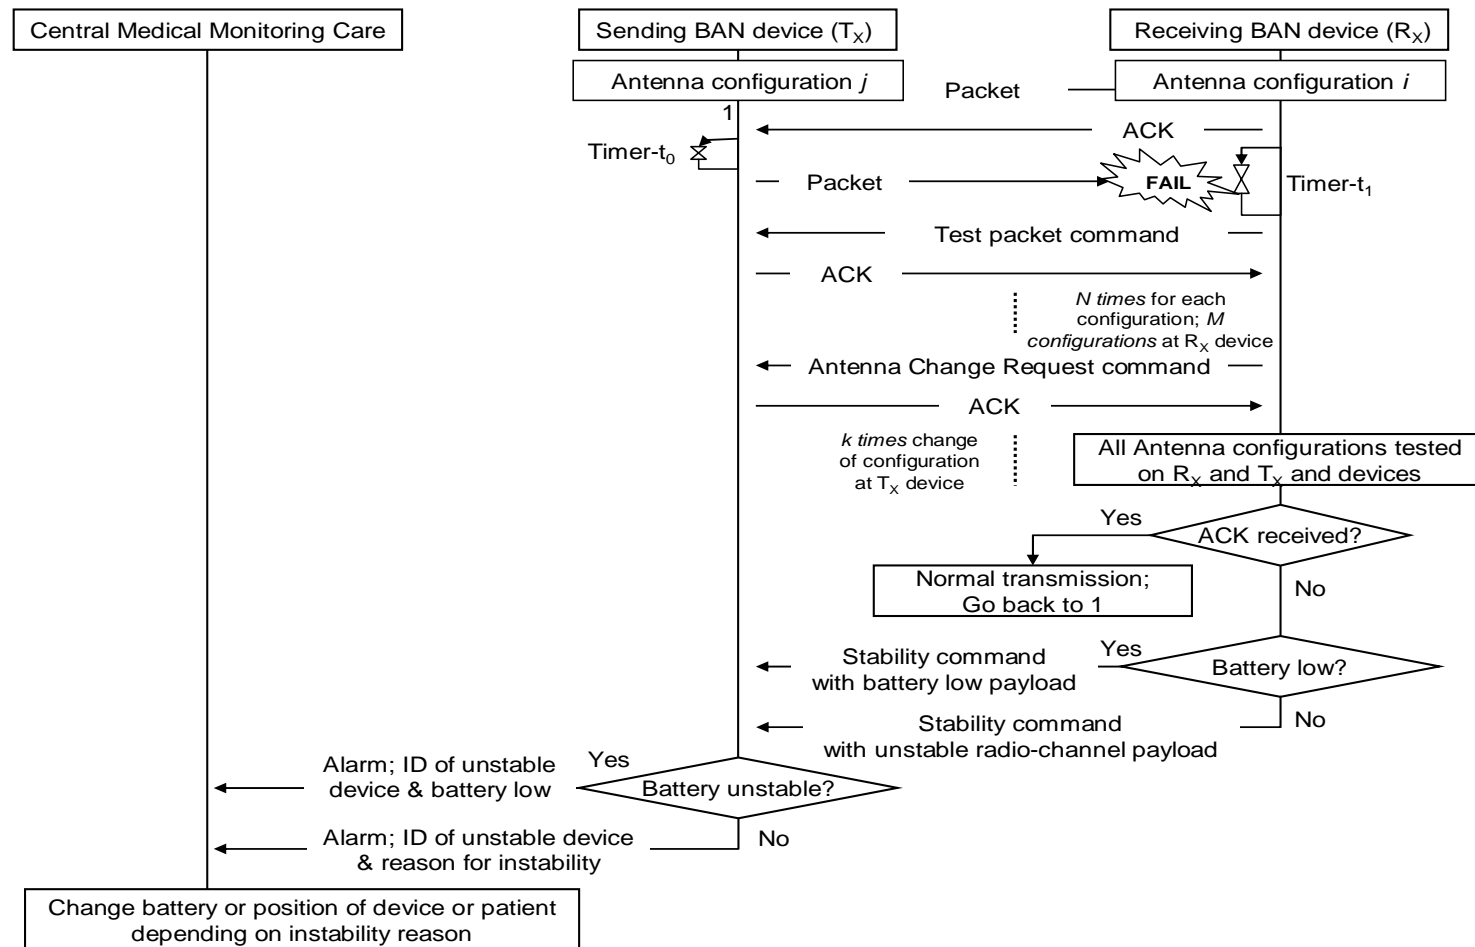 Central Medical Monitoring Care
Sending BAN device (TX)
Receiving BAN device (RX)
Antenna configuration j
Packet
Antenna configuration i
1
ACK
Timer-t0
Packet
FAIL
Timer-t1
Test packet command
ACK
N times for each
configuration; M
configurations at RX device
Antenna Change Request command
ACK
k times change
of configuration
at TX device
All Antenna configurations tested
on RX and TX and devices
Yes
ACK received?
Normal transmission;
Go back to 1
No
Stability command
with battery low payload
Yes
Battery low?
No
Stability command
with unstable radio-channel payload
Alarm; ID of unstable
device & battery low
Yes
Battery unstable?
No
Alarm; ID of unstable device
& reason for instability
Change battery or position of device or patient
depending on instability reason